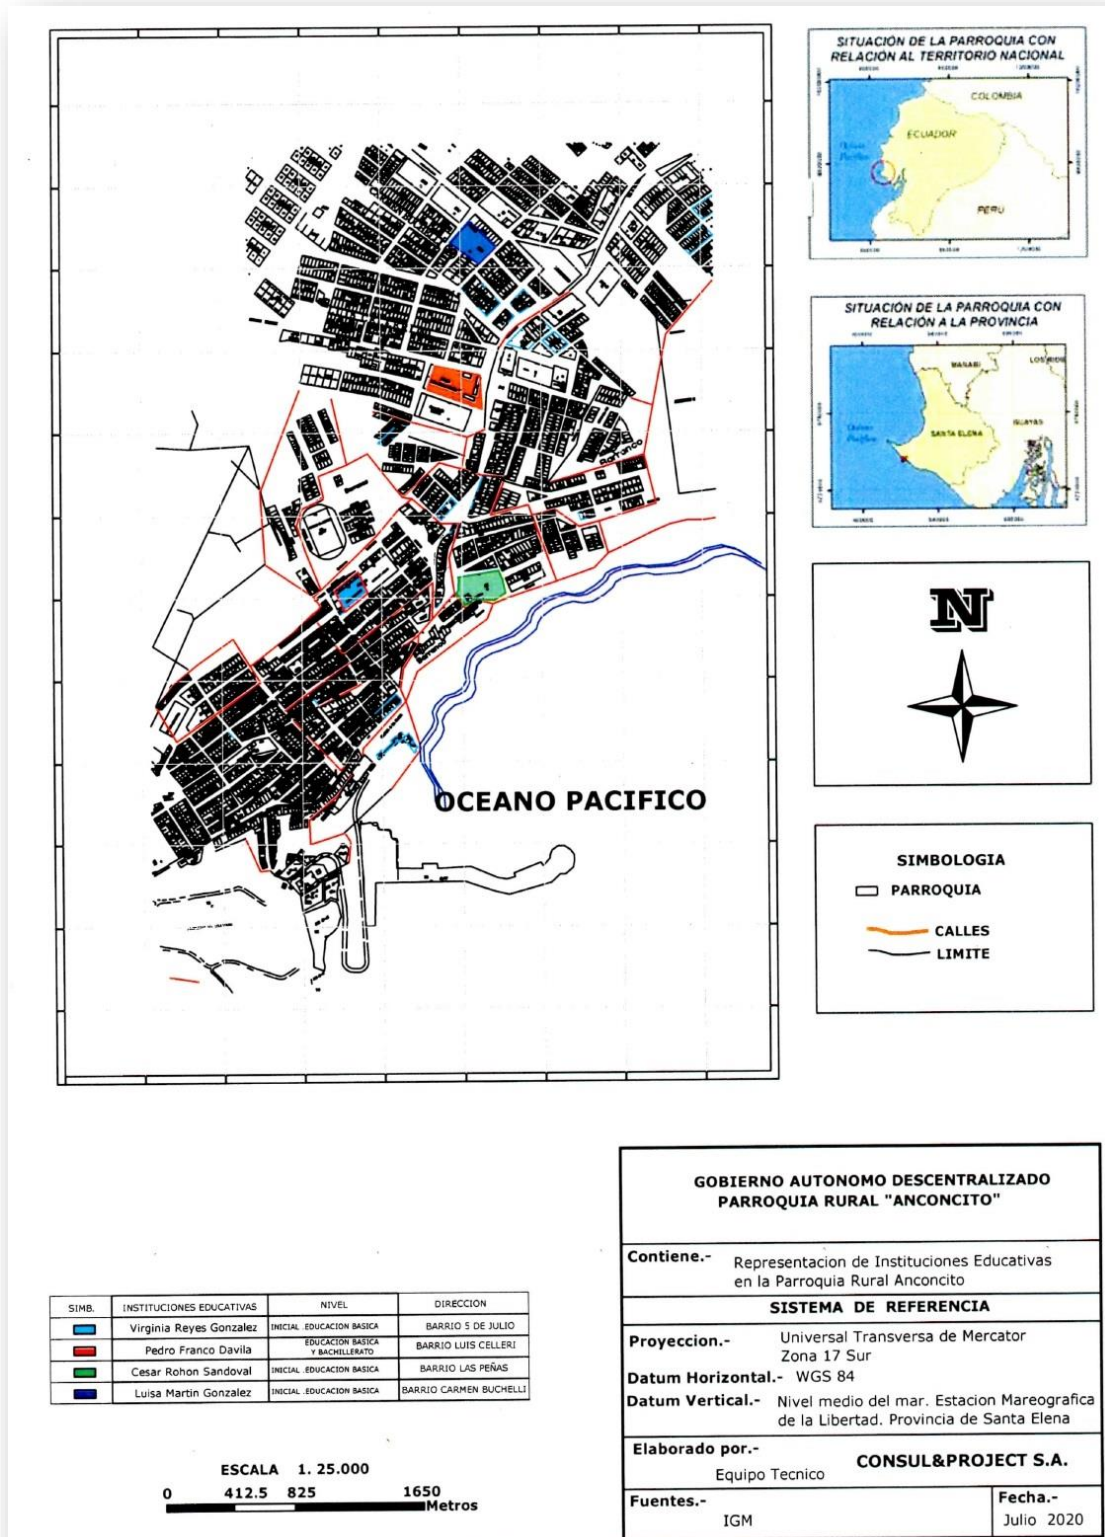 SITUACIÓN DE LA PARROQUIA CON
RELACIÓN AL TERRITORIO NACIONAL
COLOMBIA
ECUADOR
Océano
Pacífico
PERU
SITUACIÓN DE LA PARROQUIA CON
RELACIÓN A LA PROVINCIA
MANABI
LOS RIOS
Océano
Pacífico
SANTA ELENA
GUAYAS
N
Barranco
OCEANO PACIFICO
SIMBOLOGIA
PARROQUIA
CALLES
LIMITE
GOBIERNO AUTONOMO DESCENTRALIZADO
PARROQUIA RURAL "ANCONCITO"
Contiene.- Representacion de Instituciones Educativas
en la Parroquia Rural Anconcito
SISTEMA DE REFERENCIA
Proyeccion.- Universal Transversa de Mercator
Zona 17 Sur
Datum Horizontal.- WGS 84
Datum Vertical.- Nivel medio del mar. Estacion Mareografica
de la Libertad. Provincia de Santa Elena
Elaborado por.-
Equipo Tecnico CONSUL&PROJECT S.A.
Fuentes.- IGM
Fecha.- Julio 2020
SIMB. INSTITUCIONES EDUCATIVAS NIVEL DIRECCION
Virginia Reyes Gonzalez INICIAL .EDUCACION BASICA BARRIO 5 DE JULIO
Pedro Franco Davila EDUCACION BASICA Y BACHILLERATO BARRIO LUIS CELLERI
Cesar Rohon Sandoval INICIAL .EDUCACION BASICA BARRIO LAS PEÑAS
Luisa Martin Gonzalez INICIAL .EDUCACION BASICA BARRIO CARMEN BUCHELLI
ESCALA 1. 25.000
0 412.5 825 1650
Metros